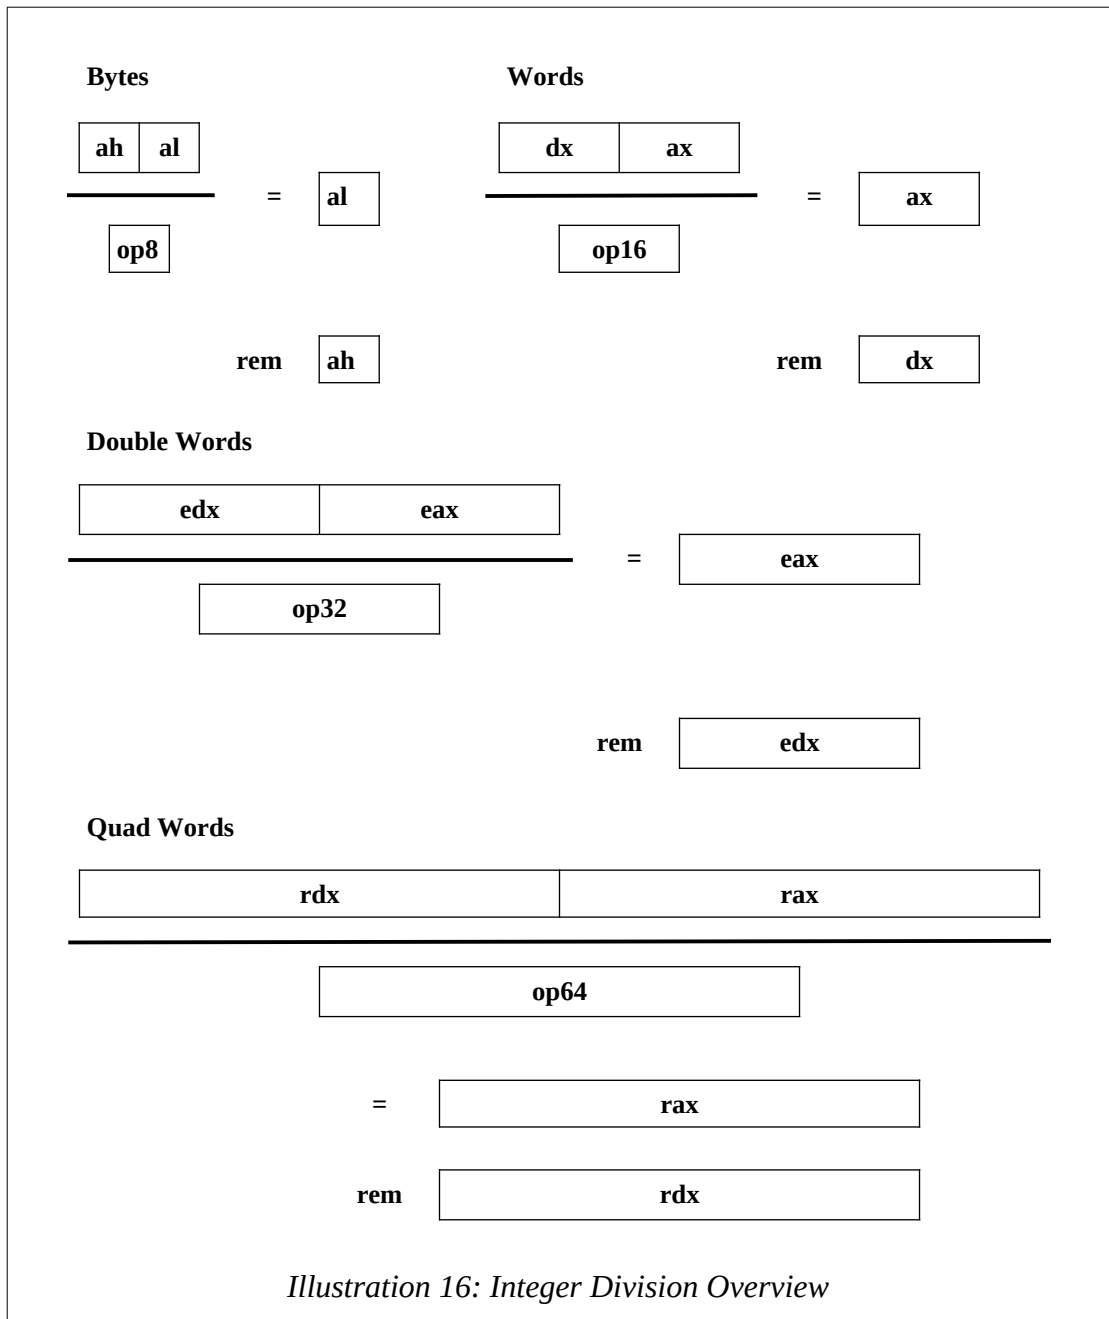 Bytes
ah al
= al
op8
rem ah
Words
dx ax
= ax
op16
rem dx
Double Words
edx eax
= eax
op32
rem edx
Quad Words
rdx rax
op64
= rax
rem rdx
Illustration 16: Integer Division Overview